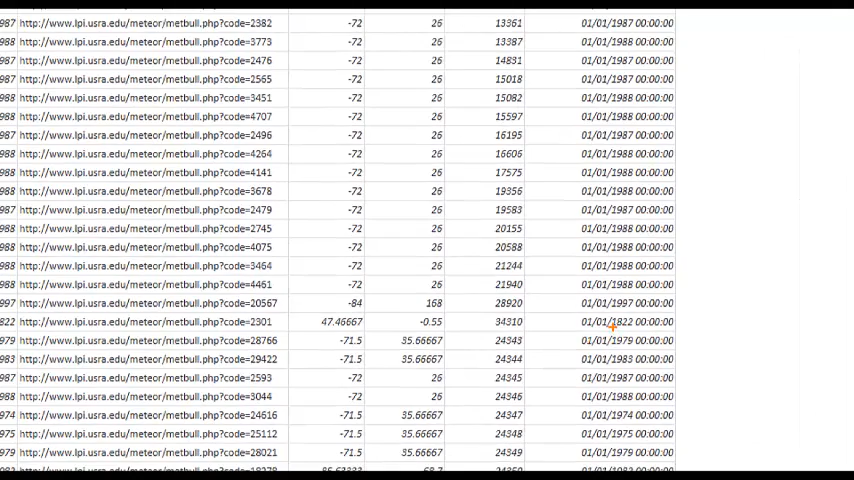 987 http://www.lpi.usra.edu/meteor/metbull.php?code=2382 -72 26 13361 01/01/1987 00:00:00
988 http://www.lpi.usra.edu/meteor/metbull.php?code=3773 -72 26 13387 01/01/1988 00:00:00
987 http://www.lpi.usra.edu/meteor/metbull.php?code=2476 -72 26 14831 01/01/1987 00:00:00
987 http://www.lpi.usra.edu/meteor/metbull.php?code=2565 -72 26 15018 01/01/1987 00:00:00
988 http://www.lpi.usra.edu/meteor/metbull.php?code=3451 -72 26 15082 01/01/1988 00:00:00
988 http://www.lpi.usra.edu/meteor/metbull.php?code=4707 -72 26 15597 01/01/1988 00:00:00
987 http://www.lpi.usra.edu/meteor/metbull.php?code=2496 -72 26 16195 01/01/1987 00:00:00
988 http://www.lpi.usra.edu/meteor/metbull.php?code=4264 -72 26 16606 01/01/1988 00:00:00
988 http://www.lpi.usra.edu/meteor/metbull.php?code=4141 -72 26 17575 01/01/1988 00:00:00
988 http://www.lpi.usra.edu/meteor/metbull.php?code=3678 -72 26 19356 01/01/1988 00:00:00
987 http://www.lpi.usra.edu/meteor/metbull.php?code=2479 -72 26 19583 01/01/1987 00:00:00
988 http://www.lpi.usra.edu/meteor/metbull.php?code=2745 -72 26 20155 01/01/1988 00:00:00
988 http://www.lpi.usra.edu/meteor/metbull.php?code=4075 -72 26 20588 01/01/1988 00:00:00
988 http://www.lpi.usra.edu/meteor/metbull.php?code=3464 -72 26 21244 01/01/1988 00:00:00
988 http://www.lpi.usra.edu/meteor/metbull.php?code=4461 -72 26 21940 01/01/1988 00:00:00
997 http://www.lpi.usra.edu/meteor/metbull.php?code=20567 -84 168 28920 01/01/1997 00:00:00
822 http://www.lpi.usra.edu/meteor/metbull.php?code=2301 47.46667 -0.55 34310 01/01/1822 00:00:00
979 http://www.lpi.usra.edu/meteor/metbull.php?code=28766 -71.5 35.66667 24343 01/01/1979 00:00:00
983 http://www.lpi.usra.edu/meteor/metbull.php?code=29422 -71.5 35.66667 24344 01/01/1983 00:00:00
987 http://www.lpi.usra.edu/meteor/metbull.php?code=2593 -72 26 24345 01/01/1987 00:00:00
988 http://www.lpi.usra.edu/meteor/metbull.php?code=3044 -72 26 24346 01/01/1988 00:00:00
974 http://www.lpi.usra.edu/meteor/metbull.php?code=24616 -71.5 35.66667 24347 01/01/1974 00:00:00
975 http://www.lpi.usra.edu/meteor/metbull.php?code=25112 -71.5 35.66667 24348 01/01/1975 00:00:00
979 http://www.lpi.usra.edu/meteor/metbull.php?code=28021 -71.5 35.66667 24349 01/01/1979 00:00:00